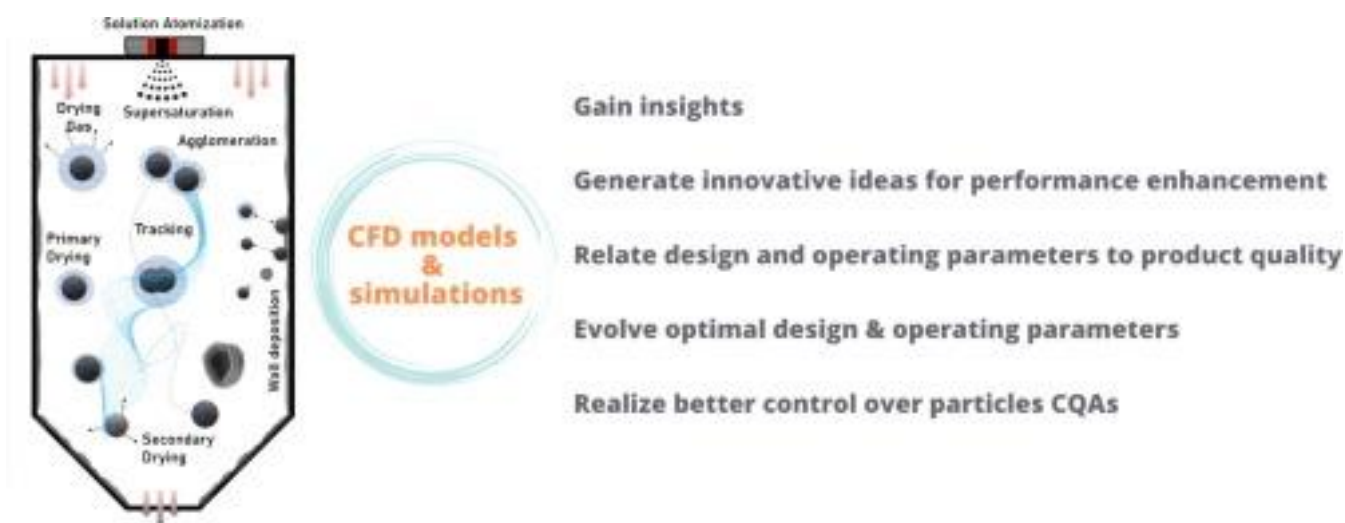 Solution Atomization
Drying
Gas
Supersaturation
Agglomeration
Tracking
Primary
Drying
Wall deposition
Secondary
Drying
CFD models
&
simulations
Gain insights
Generate innovative ideas for performance enhancement
Relate design and operating parameters to product quality
Evolve optimal design & operating parameters
Realize better control over particles CQAs